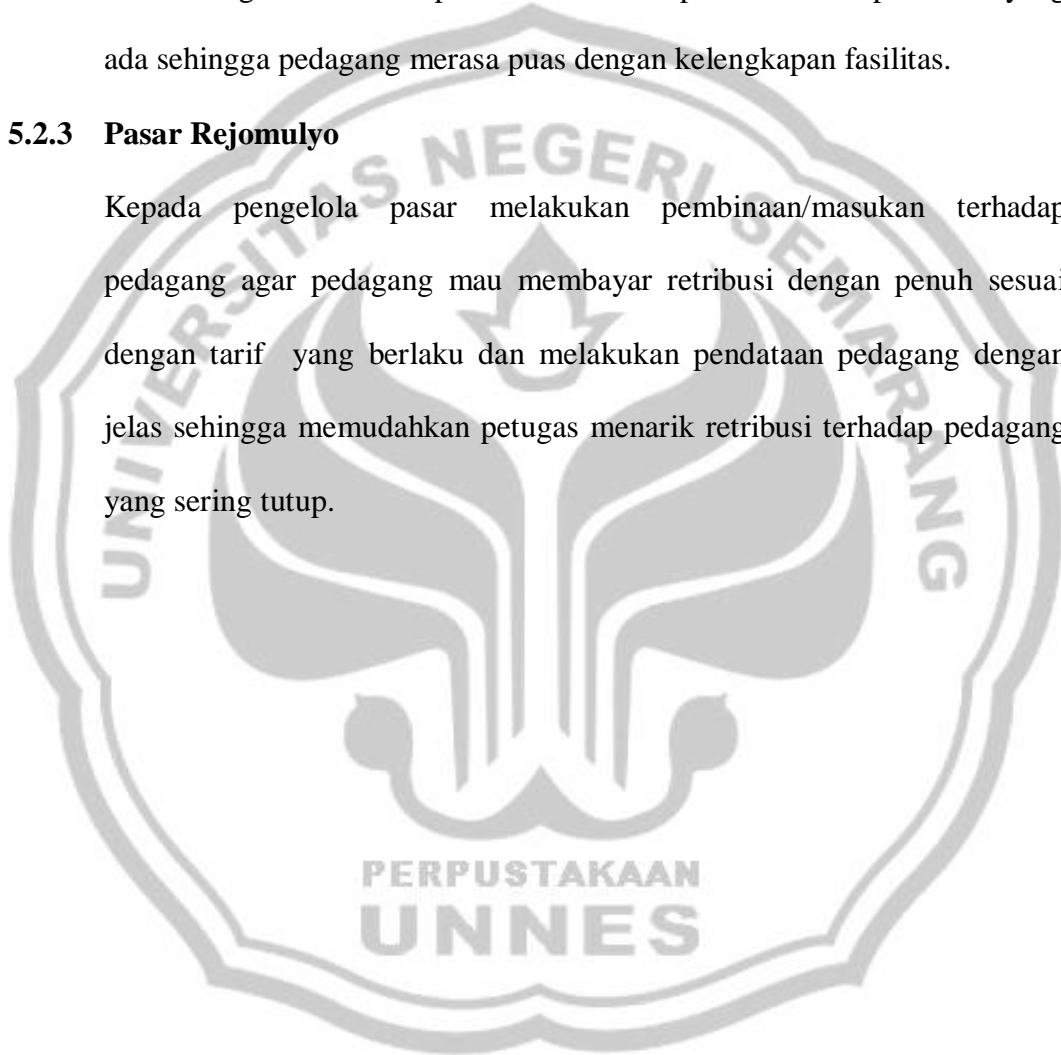 ada sehingga pedagang merasa puas dengan kelengkapan fasilitas.
5.2.3 Pasar Rejomulyo
Kepada pengelola pasar melakukan pembinaan/masukan terhadap
pedagang agar pedagang mau membayar retribusi dengan penuh sesuai
dengan tarif yang berlaku dan melakukan pendataan pedagang dengan
jelas sehingga memudahkan petugas menarik retribusi terhadap pedagang
yang sering tutup.
UNIVERSITAS NEGERI SEMARANG
PERPUSTAKAAN
UNNES